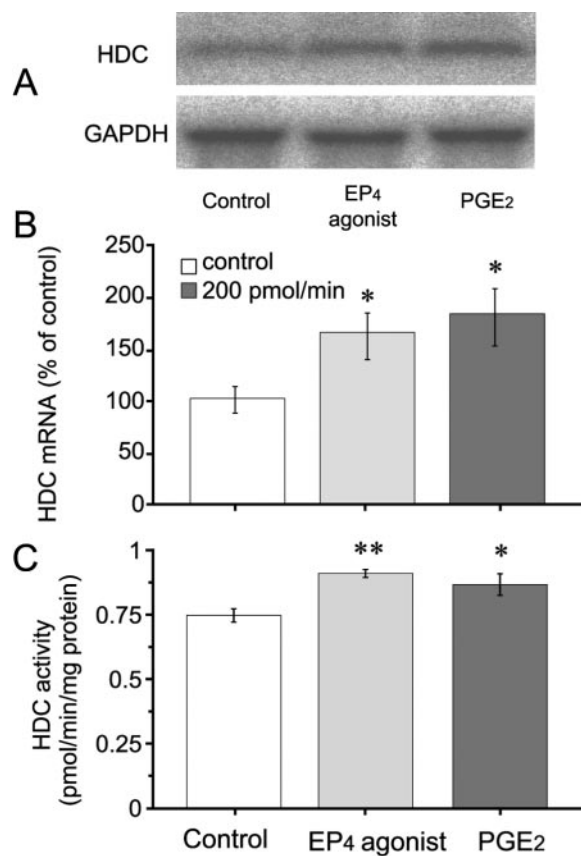 A
HDC
GAPDH
Control
EP4
agonist
PGE2
B
HDC mRNA (% of control)
250
200
150
100
50
0
control
200 pmol/min
*
*
C
HDC activity
(pmol/min/mg protein)
1
0.75
0.5
0.25
0
**
*
Control
EP4 agonist
PGE2